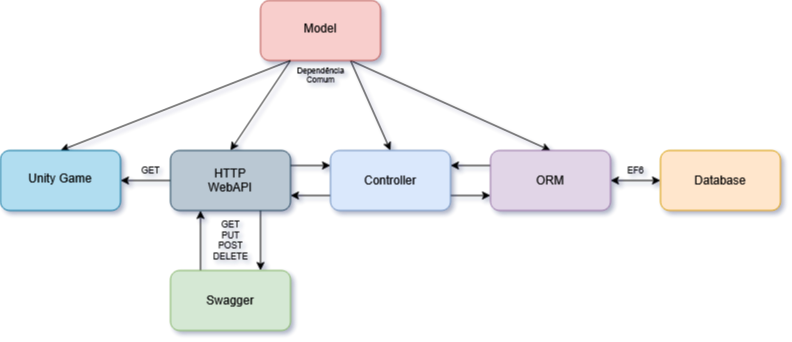 Model
Dependência
Comum
Unity Game
GET
HTTP
WebAPI
Controller
ORM
EF6
Database
GET
PUT
POST
DELETE
Swagger